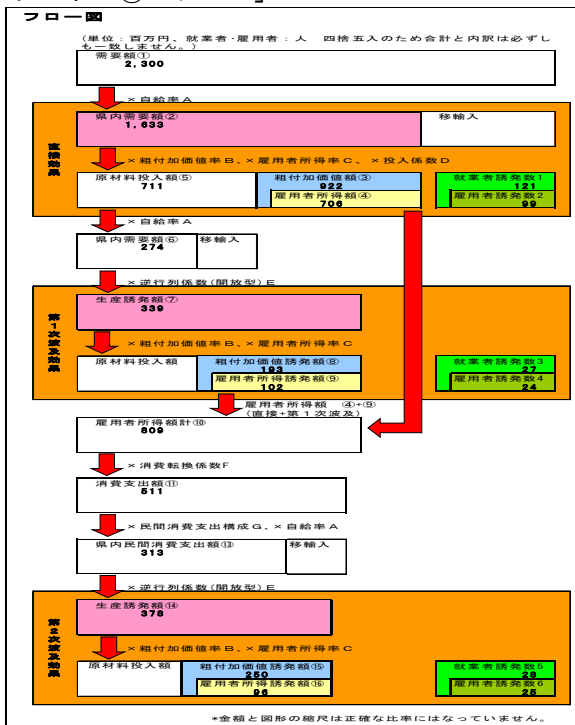 フロー図
(単位：百万円、就業者・雇用者：人　四捨五入のため合計と内訳は必ずし
も一致しません。)
需要額①
2,300
×自給率A
直接効果
県内需要額②
1,633
移輸入
×粗付加価値率B、×雇用者所得率C、×投入係数D
原材料投入額⑤
711
粗付加価値額③
922
雇用者所得額④
706
就業者誘発数1
121
雇用者誘発数2
99
×自給率A
県内需要額⑥
274
移輸入
×逆行列係数(開放型)E
第1次波及効果
生産誘発額⑦
339
×粗付加価値率B、×雇用者所得率C
原材料投入額
粗付加価値誘発額⑧
193
雇用者所得誘発額⑨
102
就業者誘発数3
27
雇用者誘発数4
24
雇用者所得額　④+⑨
(直接+第1次波及)
雇用者所得額計⑩
809
×消費転換係数F
消費支出額⑪
511
×民間消費支出構成G、×自給率A
県内民間消費支出額⑬
313
移輸入
×逆行列係数(開放型)E
第2次波及効果
生産誘発額⑭
378
×粗付加価値率B、×雇用者所得率C
原材料投入額
粗付加価値誘発額⑮
250
雇用者所得誘発額⑯
96
就業者誘発数5
28
雇用者誘発数6
25
*金額と図形の縮尺は正確な比率にはなっていません。